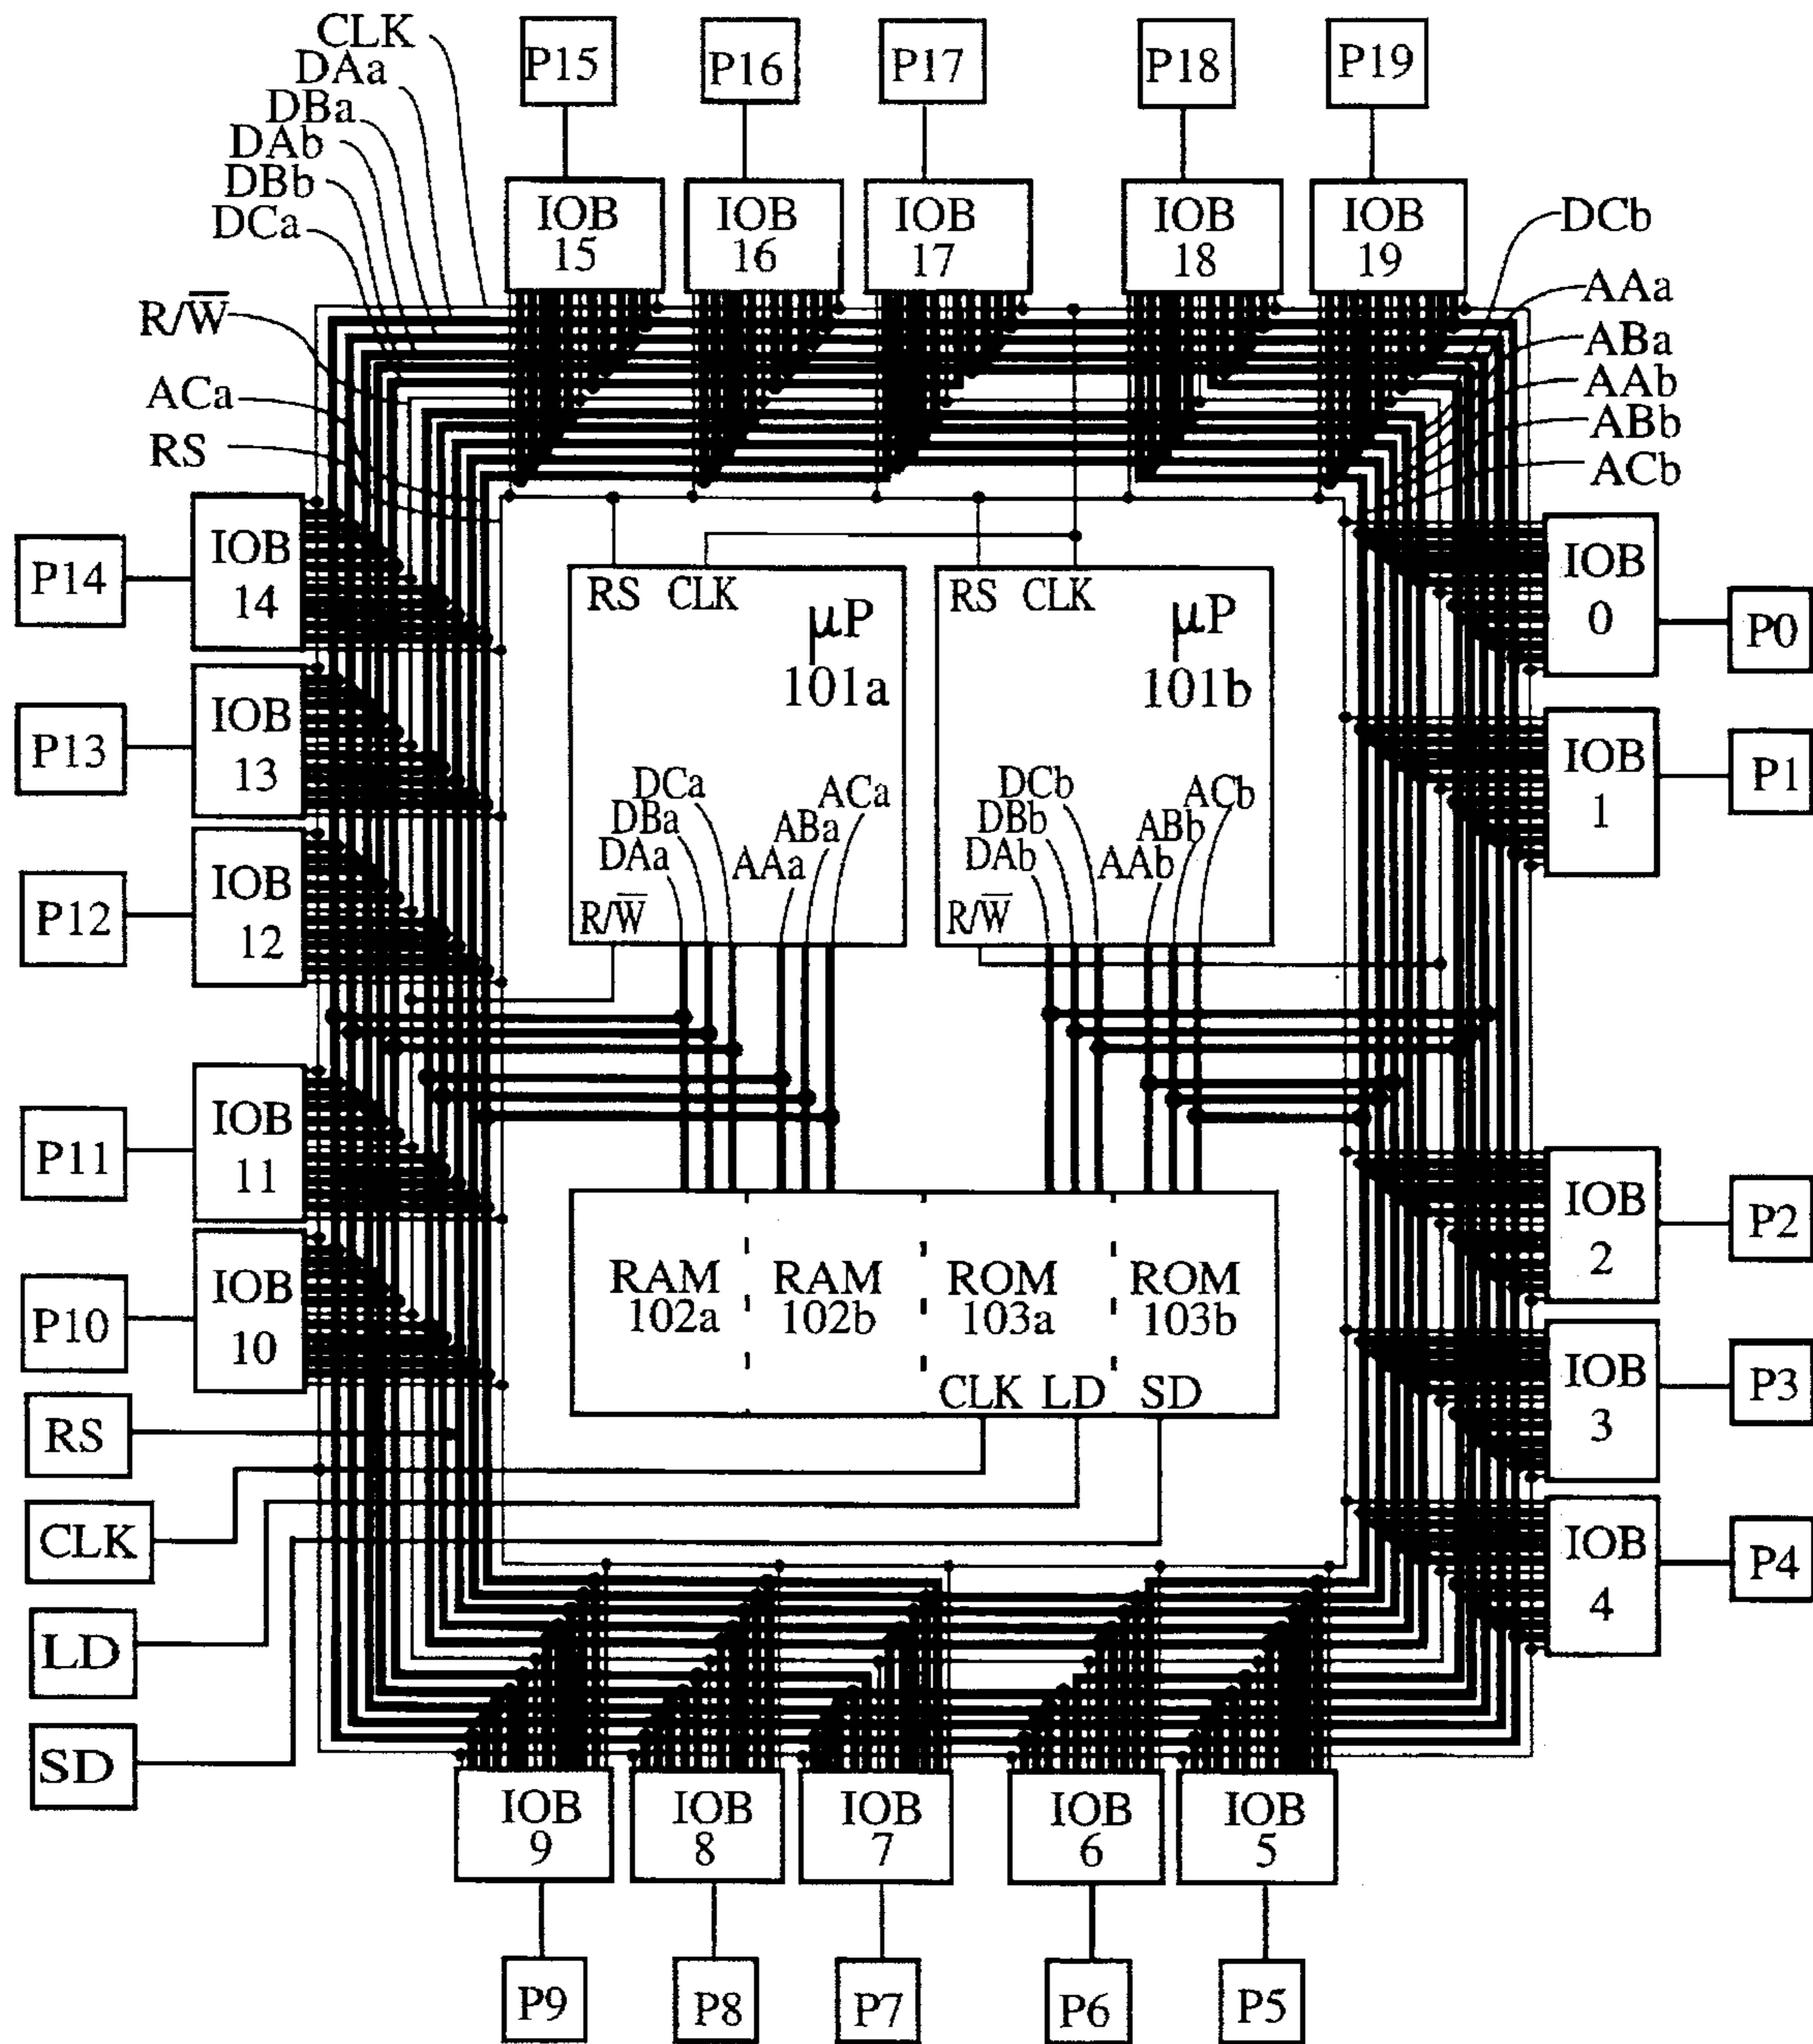 CLK
DAa
DBa
DAb
DBb
DCa
R/W̅
ACa
RS
P15
P16
P17
P18
P19
IOB
15
IOB
16
IOB
17
IOB
18
IOB
19
DCb
AAa
ABa
AAb
ABb
ACb
P14
IOB
14
P13
IOB
13
P12
IOB
12
P11
IOB
11
P10
IOB
10
RS
CLK
LD
SD
RS CLK
µP
101a
DCa
DBa
DAa
ACa
ABa
AAa
R/W̅
RS CLK
µP
101b
DCb
DBb
DAb
ACb
ABb
AAb
R/W̅
RAM
102a
RAM
102b
ROM
103a
ROM
103b
CLK LD SD
IOB
0
P0
IOB
1
P1
IOB
2
P2
IOB
3
P3
IOB
4
P4
IOB
9
IOB
8
IOB
7
IOB
6
IOB
5
P9
P8
P7
P6
P5